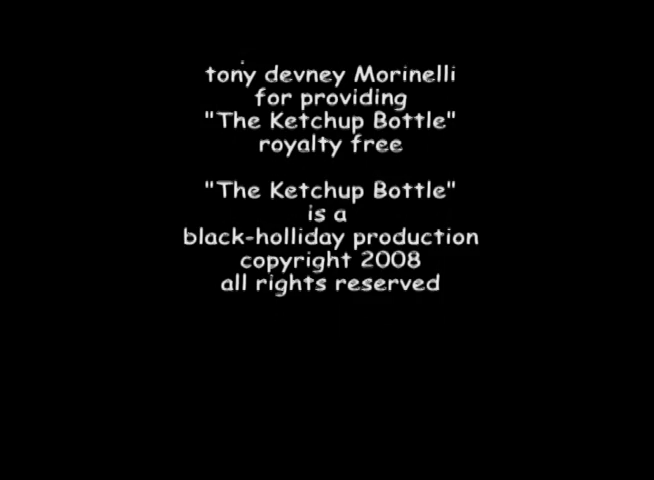 tony devney Morinelli
for providing
"The Ketchup Bottle"
royalty free
"The Ketchup Bottle"
is a
black-holliday production
copyright 2008
all rights reserved